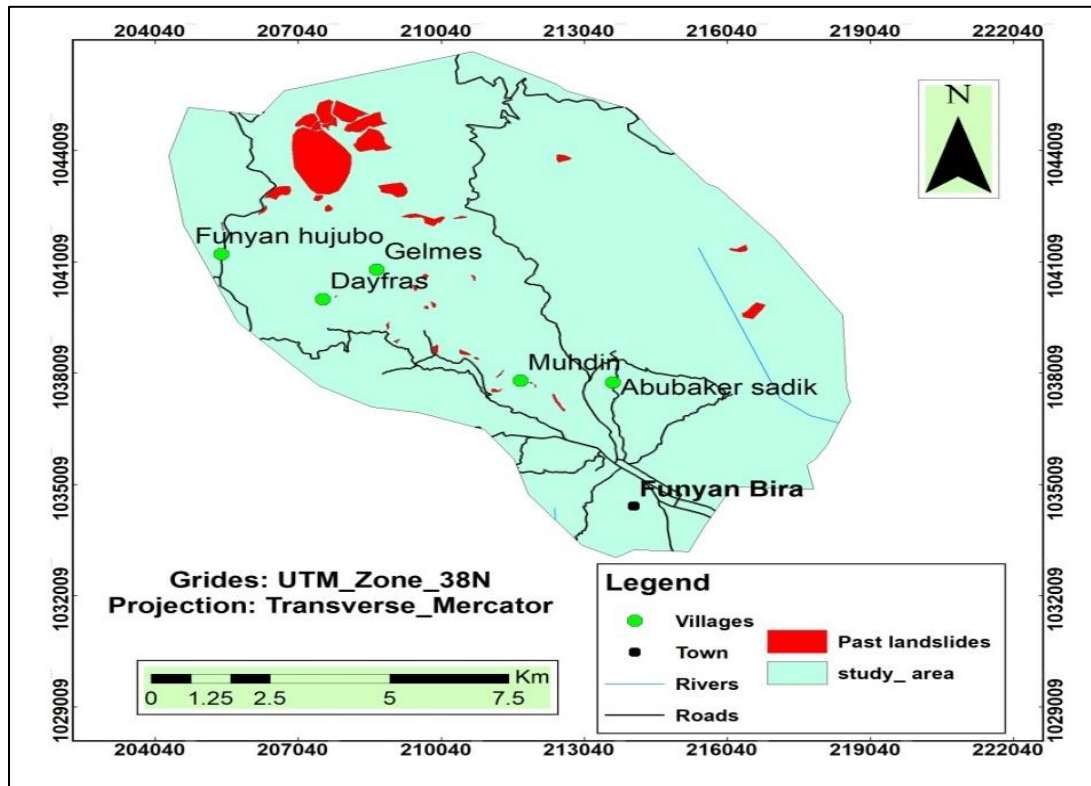 204040 207040 210040 213040 216040 219040 222040
N
1044009 1044009
Funyan hujubo
Gelmes
1041009 1041009
Dayfras
1038009 1038009
Muhdin
Abubaker sadik
1035009 1035009
Funyan Bira
Grides: UTM_Zone_38N
Projection: Transverse_Mercator
1032009 1032009
Legend
Villages
Town
Rivers
Roads
Past landslides
study_ area
Km
0 1.25 2.5 5 7.5
1029009 1029009
204040 207040 210040 213040 216040 219040 222040